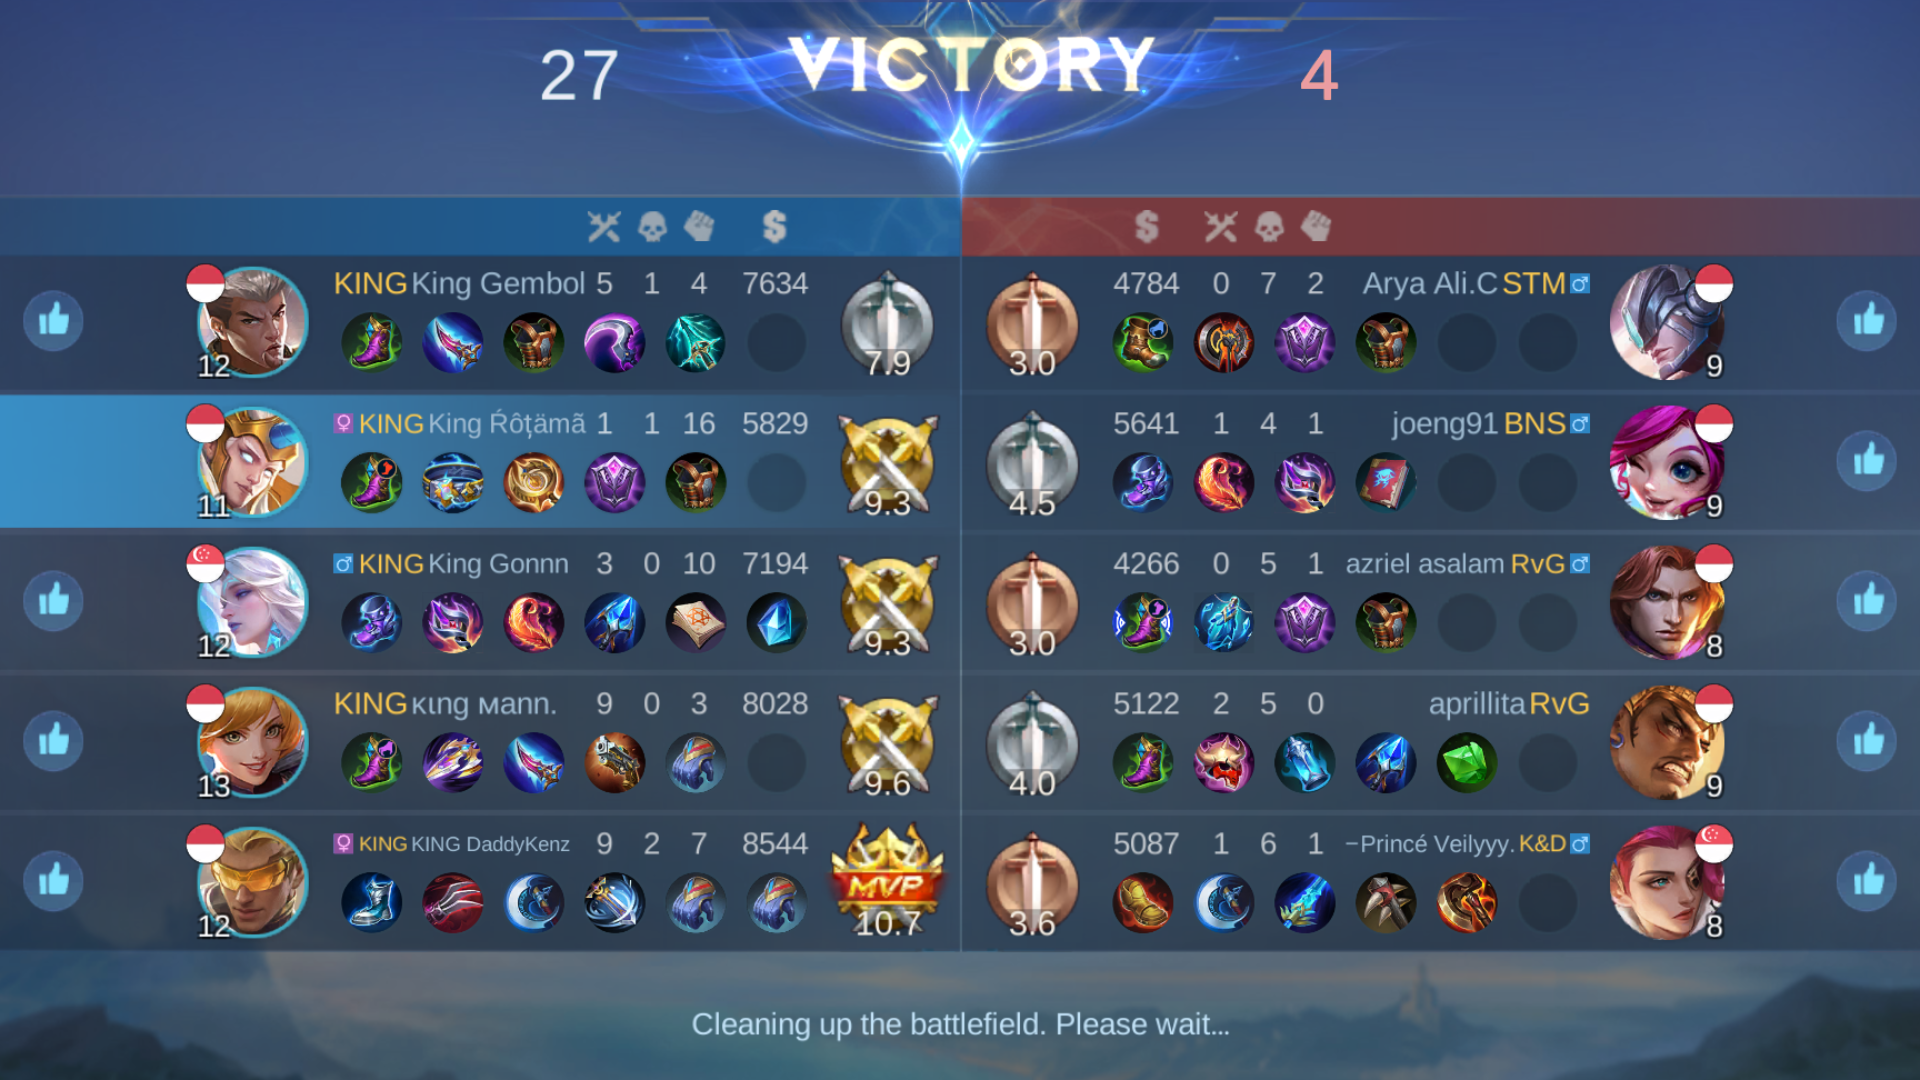 27 VICTORY 4
KING King Gembol 5 1 4 7634
12 7.9
4784 0 7 2 Arya Ali.C STM
3.0 9
KING King Ŕôţämã 1 1 16 5829
11 9.3
5641 1 4 1 joeng91 BNS
4.5 9
KING King Gonnn 3 0 10 7194
12 9.3
4266 0 5 1 azriel asalam RvG
3.0 8
KING кιng мann. 9 0 3 8028
13 9.6
5122 2 5 0 aprillita RvG
4.0 9
KING KING DaddyKenz 9 2 7 8544
MVP
12 10.7
5087 1 6 1 −Princé Veilyyy. K&D
3.6 8
Cleaning up the battlefield. Please wait...